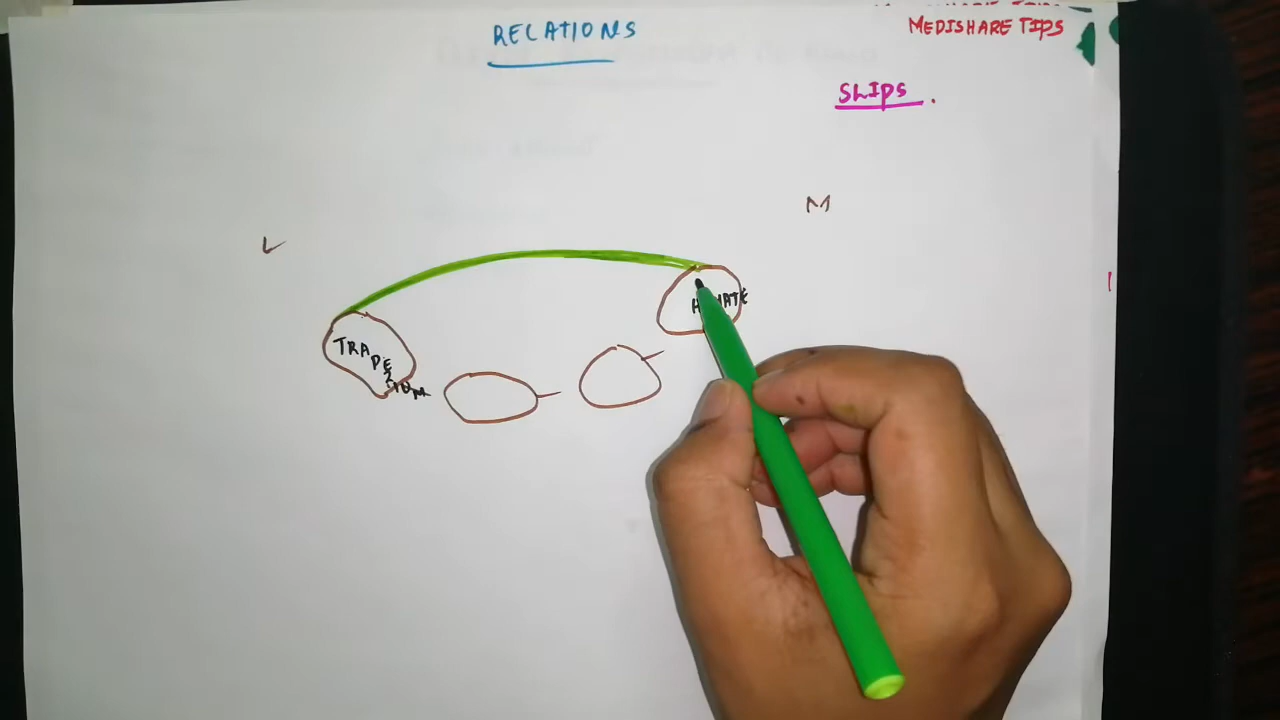 RELATIONS
MEDISHARE TIPS
SLIPS.
M
L
TRAPEZIUM